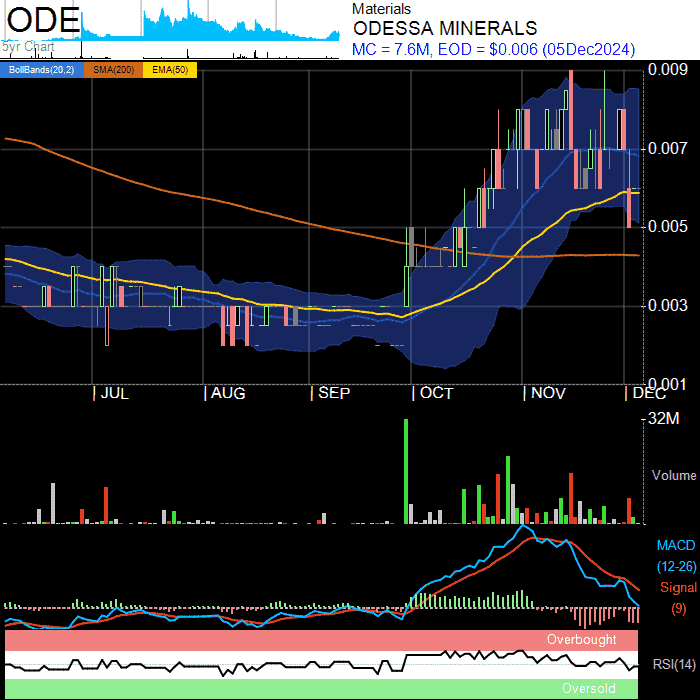 ODE
5yr Chart
Materials
ODESSA MINERALS
MC = 7.6M, EOD = $0.006 (05Dec2024)
BollBands(20,2) SMA(200) EMA(50)
0.009
0.007
0.005
0.003
0.001
| JUL | AUG | SEP | OCT | NOV | DEC
32M
Volume
MACD
(12-26)
Signal
(9)
Overbought
RSI(14)
Oversold